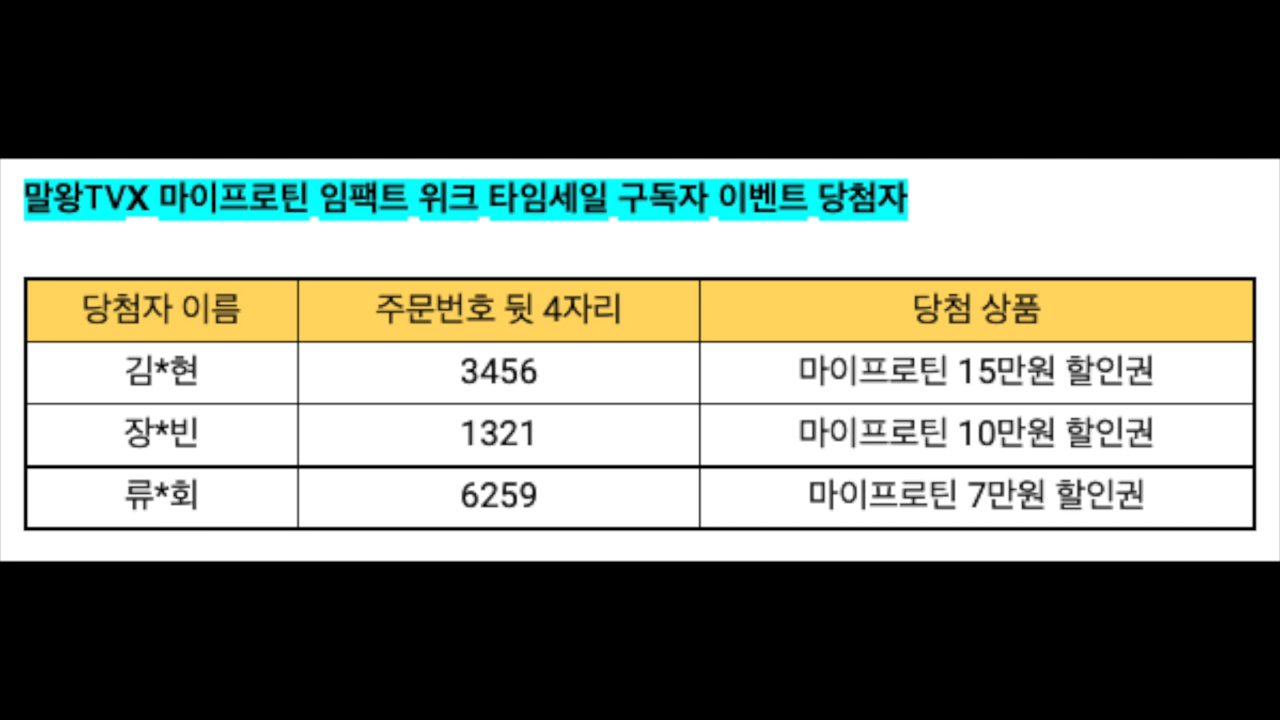 말왕TVX 마이프로틴 임팩트 위크 타임세일 구독자 이벤트 당첨자
당첨자 이름 주문번호 뒷 4자리 당첨 상품
김*현 3456 마이프로틴 15만원 할인권
장*빈 1321 마이프로틴 10만원 할인권
류*회 6259 마이프로틴 7만원 할인권